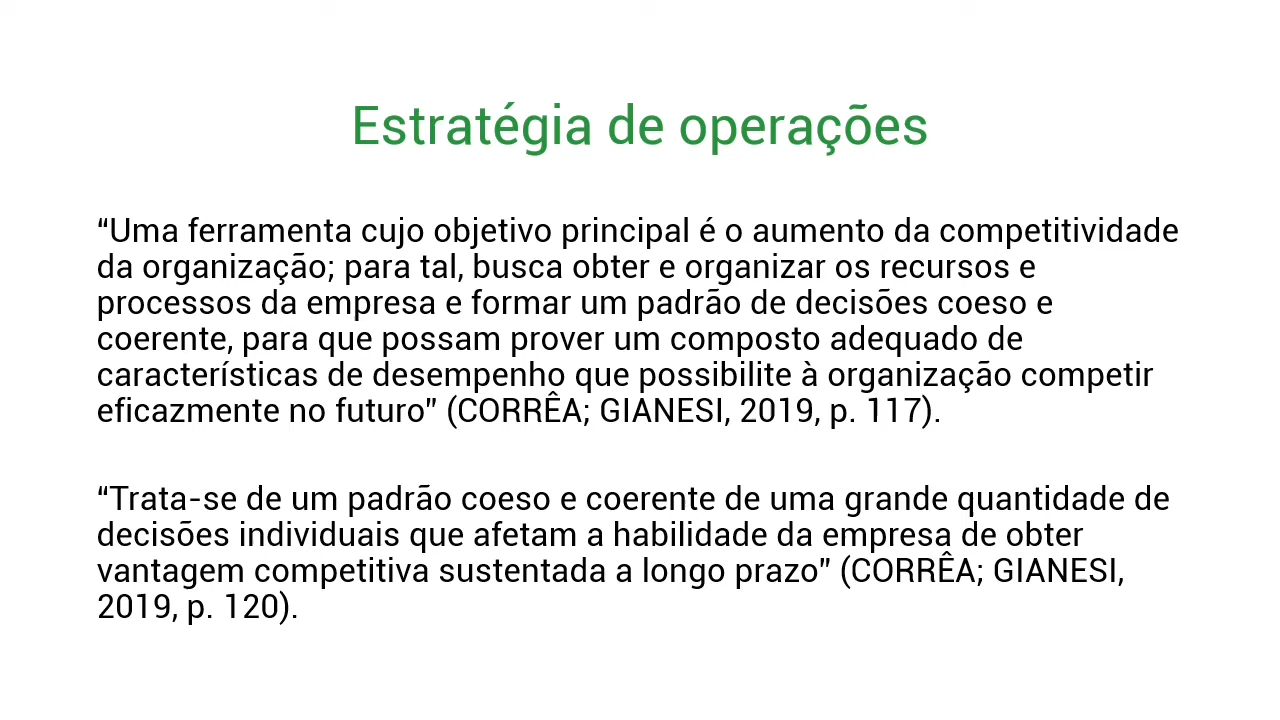 Estratégia de operações
“Uma ferramenta cujo objetivo principal é o aumento da competitividade
da organização; para tal, busca obter e organizar os recursos e
processos da empresa e formar um padrão de decisões coeso e
coerente, para que possam prover um composto adequado de
características de desempenho que possibilite à organização competir
eficazmente no futuro” (CORRÊA; GIANESI, 2019, p. 117).
“Trata-se de um padrão coeso e coerente de uma grande quantidade de
decisões individuais que afetam a habilidade da empresa de obter
vantagem competitiva sustentada a longo prazo” (CORRÊA; GIANESI,
2019, p. 120).